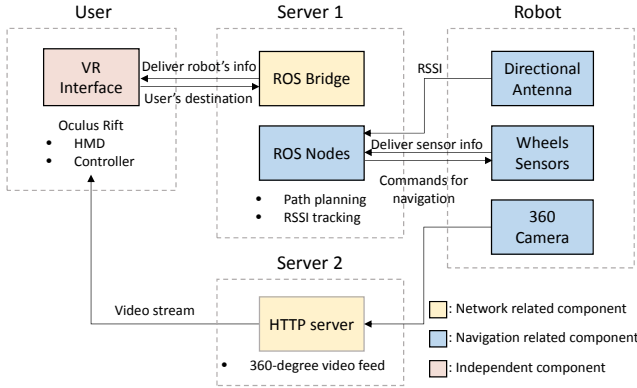 User
Server 1
Robot
VR
Interface
Deliver robot's info
User's destination
ROS Bridge
RSSI
Directional
Antenna
Oculus Rift
• HMD
• Controller
ROS Nodes
Deliver sensor info
Commands for
navigation
Wheels
Sensors
• Path planning
• RSSI tracking
360
Camera
Server 2
Video stream
HTTP server
• 360-degree video feed
: Network related component
: Navigation related component
: Independent component